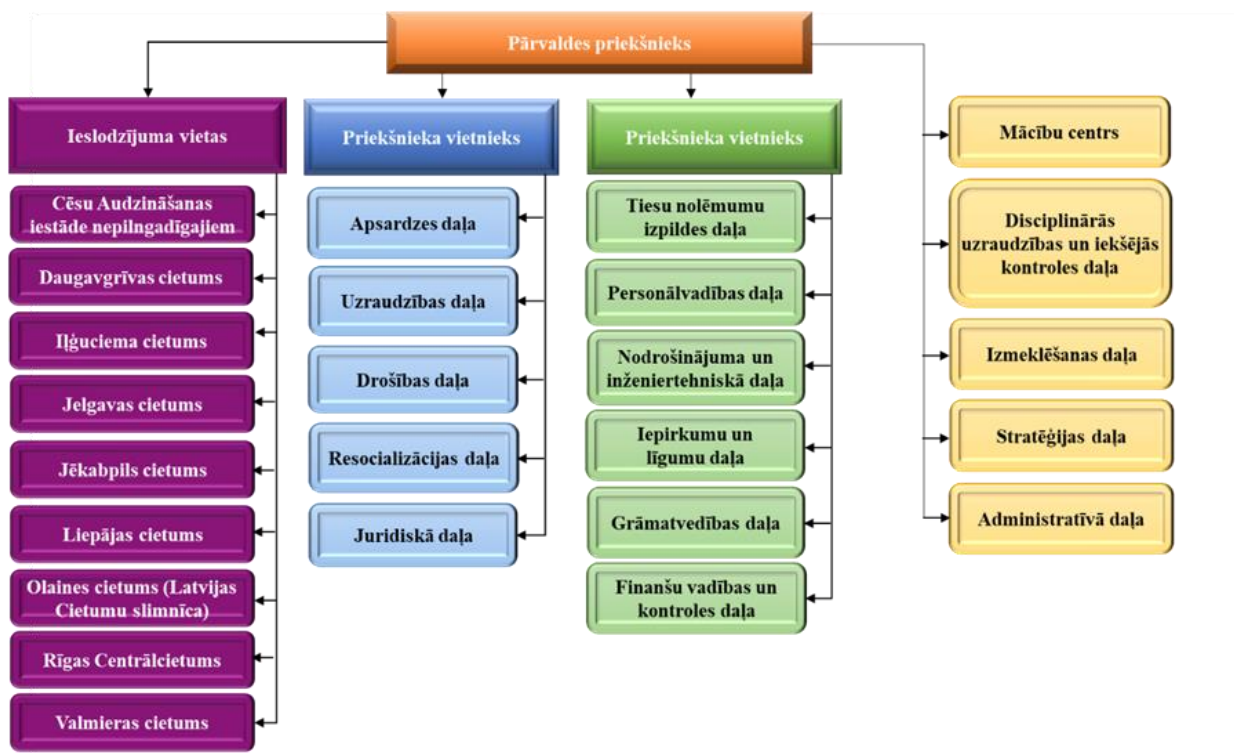 Pārvaldes priekšnieks
Ieslodzījuma vietas
Cēsu Audzināšanas
iestāde nepilngadīgajiem
Daugavgrīvas cietums
Iļģuciema cietums
Jelgavas cietums
Jēkabpils cietums
Liepājas cietums
Olaines cietums (Latvijas
Cietumu slimnīca)
Rīgas Centrālcietums
Valmieras cietums
Priekšnieka vietnieks
Apsardzes daļa
Uzraudzības daļa
Drošības daļa
Resocializācijas daļa
Juridiskā daļa
Priekšnieka vietnieks
Tiesu nolēmumu
izpildes daļa
Personālvadības daļa
Nodrošinājuma un
inženiertehniskā daļa
Iepirkumu un
līgumu daļa
Grāmatvedības daļa
Finanšu vadības un
kontroles daļa
Mācību centrs
Disciplinārās
uzraudzības un iekšējās
kontroles daļa
Izmeklēšanas daļa
Stratēģijas daļa
Administratīvā daļa